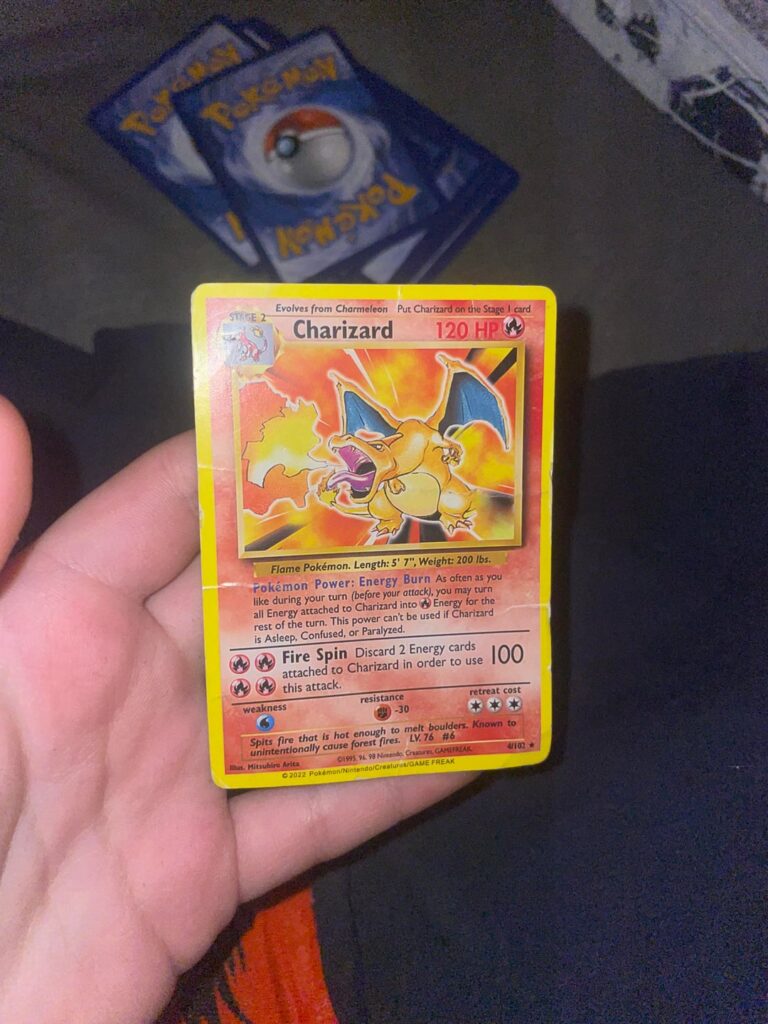 POKéMON
POKéMON
POKéMON
Evolves from Charmeleon Put Charizard on the Stage 1 card
STAGE 2
Charizard 120 HP
Flame Pokémon. Length: 5' 7", Weight: 200 lbs.
Pokémon Power: Energy Burn As often as you
like during your turn (before your attack), you may turn
all Energy attached to Charizard into Energy for the
rest of the turn. This power can't be used if Charizard
is Asleep, Confused, or Paralyzed.
Fire Spin Discard 2 Energy cards 100
attached to Charizard in order to use
this attack.
weakness resistance retreat cost
-30
Spits fire that is hot enough to melt boulders. Known to
unintentionally cause forest fires. LV. 76 #6
Illus. Mitsuhiro Arita ©1995, 96, 98 Nintendo, Creatures, GAMEFREAK. 4/102 ★
© 2022 Pokémon/Nintendo/Creatures/GAME FREAK